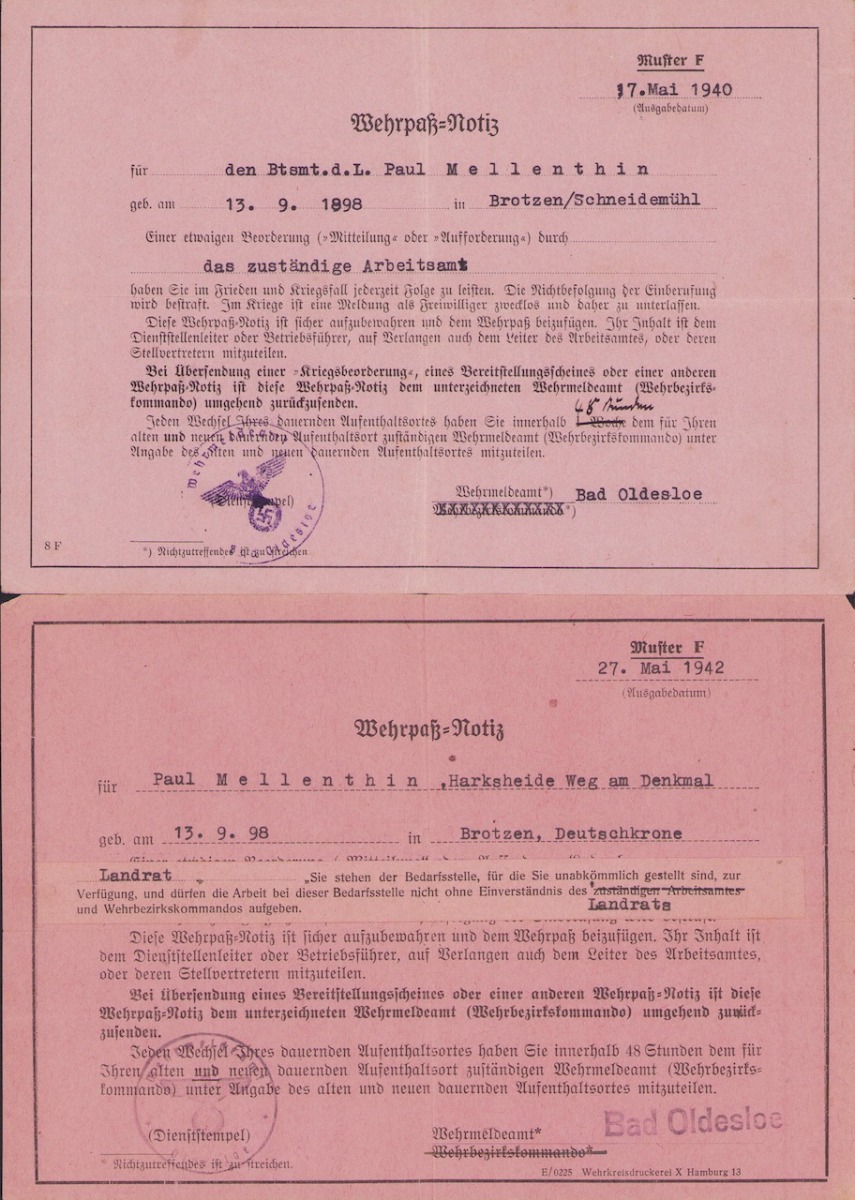 Muster F
17. Mai 1940
(Ausgabedatum)
Wehrpaß-Notiz
für den Btsmt.d.L. Paul M e l l e n t h i n
geb. am 13. 9. 1898 in Brotzen/Schneidemühl
Einer etwaigen Beorderung (»Mitteilung« oder »Aufforderung«) durch
das zuständige Arbeitsamt
haben Sie im Frieden und Kriegsfall jederzeit Folge zu leisten. Die Nichtbefolgung der Einberufung
wird bestraft. Im Kriege ist eine Meldung als Freiwilliger zwecklos und daher zu unterlassen.
Diese Wehrpaß-Notiz ist sicher aufzubewahren und dem Wehrpaß beizufügen. Ihr Inhalt ist dem
Dienststellenleiter oder Betriebsführer, auf Verlangen auch dem Leiter des Arbeitsamtes, oder deren
Stellvertretern mitzuteilen.
Bei Übersendung einer »Kriegsbeorderung«, eines Bereitstellungsscheines oder einer anderen
Wehrpaß-Notiz ist diese Wehrpaß-Notiz dem unterzeichneten Wehrmeldeamt (Wehrbezirks-
kommando) umgehend zurückzusenden.
48 Stunden
Jeden Wechsel Ihres dauernden Aufenthaltsortes haben Sie innerhalb 1 Woche dem für Ihren
alten und neuen dauernden Aufenthaltsort zuständigen Wehrmeldeamt (Wehrbezirkskommando) unter
Angabe des alten und neuen dauernden Aufenthaltsortes mitzuteilen.
Wehrmeldeamt*) Bad Oldesloe
(Dienststempel) Wehrbezirkskommando*)
8 F
*) Nichtzutreffendes ist zu streichen
Muster F
27. Mai 1942
(Ausgabedatum)
Wehrpaß-Notiz
für Paul M e l l e n t h i n ,Harksheide Weg am Denkmal
geb. am 13. 9. 98 in Brotzen, Deutschkrone
Landrat „Sie stehen der Bedarfsstelle, für die Sie unabkömmlich gestellt sind, zur
Verfügung, und dürfen die Arbeit bei dieser Bedarfsstelle nicht ohne Einverständnis des zuständigen Arbeitsamtes
Landrats
und Wehrbezirkskommandos aufgeben.
Diese Wehrpaß-Notiz ist sicher aufzubewahren und dem Wehrpaß beizufügen. Ihr Inhalt ist
dem Dienststellenleiter oder Betriebsführer, auf Verlangen auch dem Leiter des Arbeitsamtes,
oder deren Stellvertretern mitzuteilen.
Bei Übersendung eines Bereitstellungsscheines oder einer anderen Wehrpaß-Notiz ist diese
Wehrpaß-Notiz dem unterzeichneten Wehrmeldeamt (Wehrbezirkskommando) umgehend zurück-
zusenden.
Jeden Wechsel Ihres dauernden Aufenthaltsortes haben Sie innerhalb 48 Stunden dem für
Ihren alten und neuen dauernden Aufenthaltsort zuständigen Wehrmeldeamt (Wehrbezirks-
kommando) unter Angabe des alten und neuen dauernden Aufenthaltsortes mitzuteilen.
Bad Oldesloe
(Dienststempel) Wehrmeldeamt*
Wehrbezirkskommando*
* Nichtzutreffendes ist zu streichen.
E/0225 Wehrkreisdruckerei X Hamburg 13